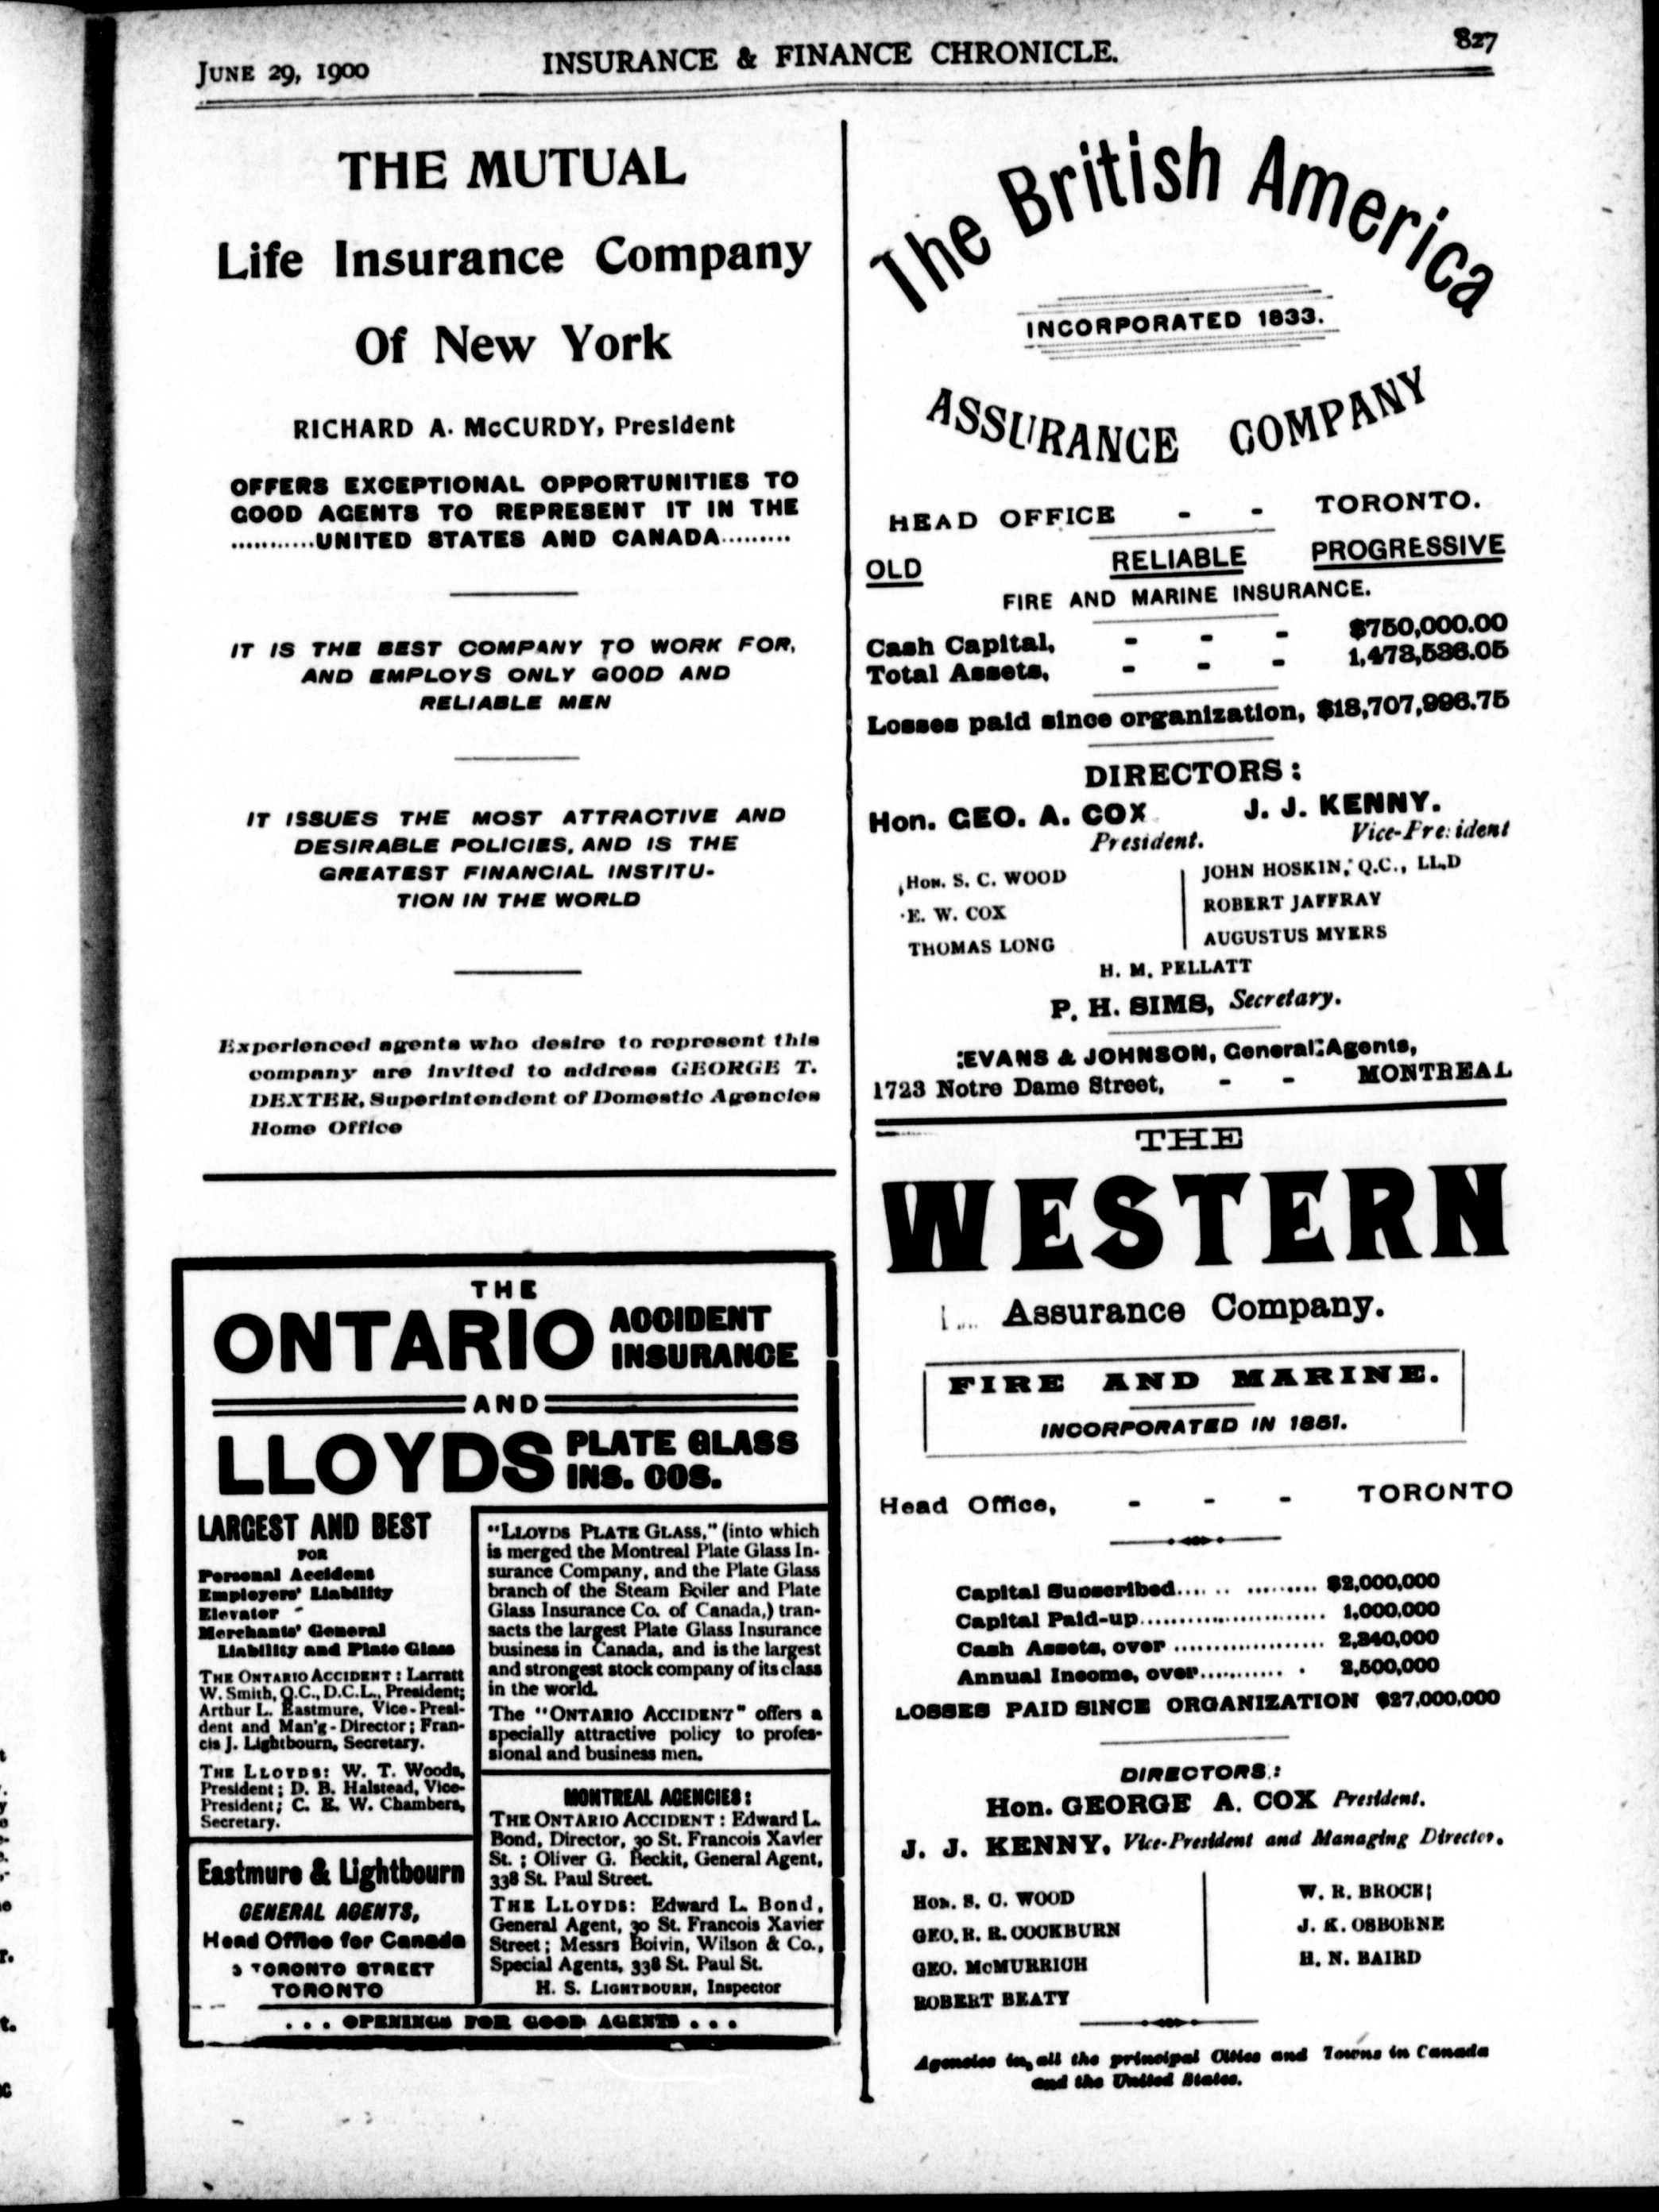 JUNE 29, 1900
INSURANCE & FINANCE CHRONICLE.
827
THE MUTUAL
Life Insurance Company
Of New York
RICHARD A. McCURDY, President
OFFERS EXCEPTIONAL OPPORTUNITIES TO
GOOD AGENTS TO REPRESENT IT IN THE
...........UNITED STATES AND CANADA.........
IT IS THE BEST COMPANY TO WORK FOR,
AND EMPLOYS ONLY GOOD AND
RELIABLE MEN
IT ISSUES THE MOST ATTRACTIVE AND
DESIRABLE POLICIES, AND IS THE
GREATEST FINANCIAL INSTITU-
TION IN THE WORLD
Experienced agents who desire to represent this
company are invited to address GEORGE T.
DEXTER, Superintendent of Domestic Agencies
Home Office
THE
ONTARIO ACCIDENT
INSURANCE
AND
LLOYDS PLATE GLASS
INS. COS.
LARGEST AND BEST
FOR
Personal Accident
Employers' Liability
Elevator
Merchants' General
Liability and Plate Glass
THE ONTARIO ACCIDENT: Larratt
W. Smith, Q.C., D.C.L., President;
Arthur L. Eastmure, Vice-Presi-
dent and Man'g-Director; Fran-
cis J. Lightbourn, Secretary.
THE LLOYDS: W. T. Woods,
President; D. B. Halstead, Vice-
President; C. E. W. Chambers,
Secretary.
Eastmure & Lightbourn
GENERAL AGENTS,
Head Office for Canada
3 TORONTO STREET
TORONTO
"LLOYDS PLATE GLASS," (into which
is merged the Montreal Plate Glass In-
surance Company, and the Plate Glass
branch of the Steam Boiler and Plate
Glass Insurance Co. of Canada,) tran-
sacts the largest Plate Glass Insurance
business in Canada, and is the largest
and strongest stock company of its class
in the world.
The "ONTARIO ACCIDENT" offers a
specially attractive policy to profes-
sional and business men.
MONTREAL AGENCIES:
THE ONTARIO ACCIDENT: Edward L.
Bond, Director, 30 St. Francois Xavier
St.; Oliver G. Beckit, General Agent,
338 St. Paul Street.
THE LLOYDS: Edward L. Bond,
General Agent, 30 St. Francois Xavier
Street; Messrs Boivin, Wilson & Co.,
Special Agents, 338 St. Paul St.
H. S. LIGHTBOURN, Inspector
... OPENINGS FOR GOOD AGENTS ...
The British America
INCORPORATED 1833.
ASSURANCE COMPANY
HEAD OFFICE - - TORONTO.
OLD RELIABLE PROGRESSIVE
FIRE AND MARINE INSURANCE.
Cash Capital, - - - $750,000.00
Total Assets, - - - 1,473,536.05
Losses paid since organization, $18,707,996.75
DIRECTORS:
Hon. GEO. A. COX J. J. KENNY.
President. Vice-President
Hon. S. C. WOOD JOHN HOSKIN, Q.C., LL.D
E. W. COX ROBERT JAFFRAY
THOMAS LONG AUGUSTUS MYERS
H. M. PELLATT
P. H. SIMS, Secretary.
EVANS & JOHNSON, General Agents,
1723 Notre Dame Street, - - MONTREAL
THE
WESTERN
Assurance Company.
FIRE AND MARINE.
INCORPORATED IN 1851.
Head Office, - - - TORONTO
Capital Subscribed.... .. ......... $2,000,000
Capital Paid-up........................... 1,000,000
Cash Assets, over .................... 2,340,000
Annual Income, over........... . 2,500,000
LOSSES PAID SINCE ORGANIZATION $27,000,000
DIRECTORS:
Hon. GEORGE A. COX President.
J. J. KENNY, Vice-President and Managing Director.
Hon. S. C. WOOD W. R. BROCK
GEO. R. R. COCKBURN J. K. OSBORNE
GEO. McMURRICH H. N. BAIRD
ROBERT BEATY
Agencies in all the principal Cities and Towns in Canada
and the United States.